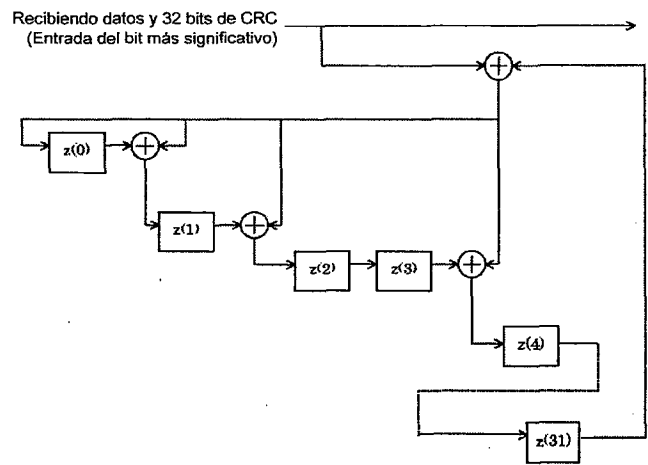 Recibiendo datos y 32 bits de CRC
(Entrada del bit más significativo)
z(0)
z(1)
z(2)
z(3)
z(4)
z(31)